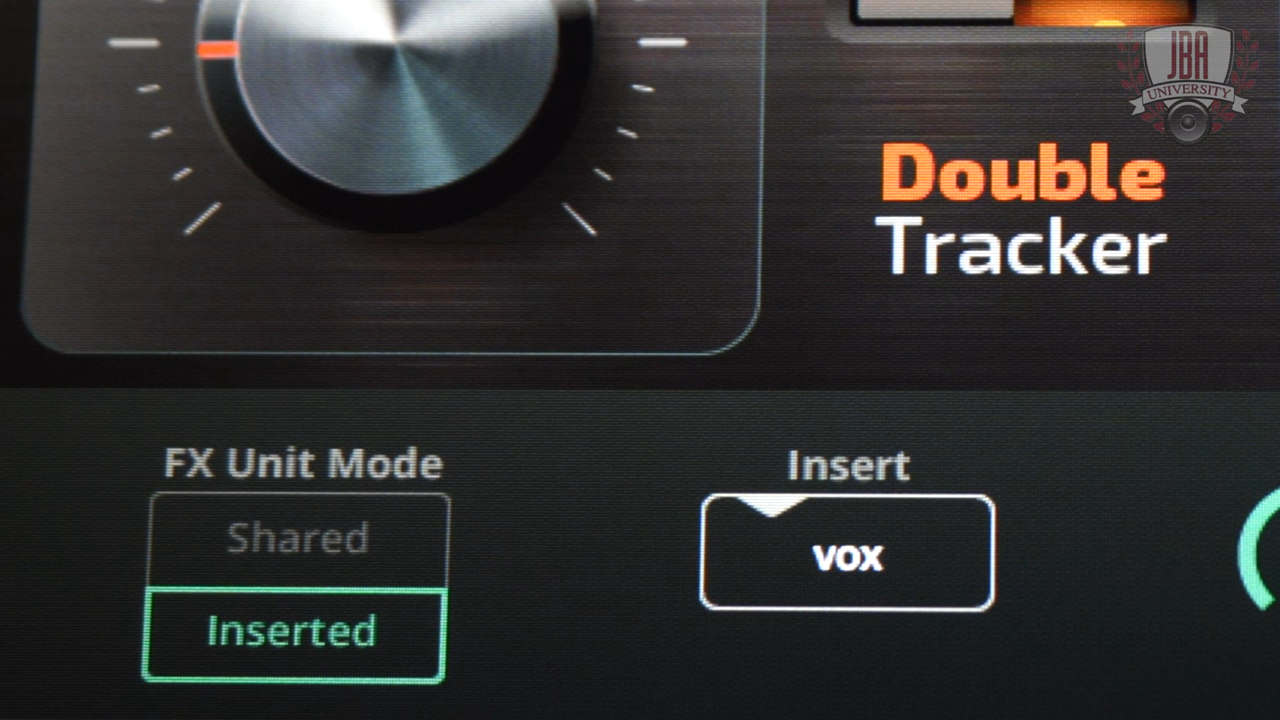 JBA
UNIVERSITY
Double
Tracker
FX Unit Mode
Insert
Shared
vox
Inserted